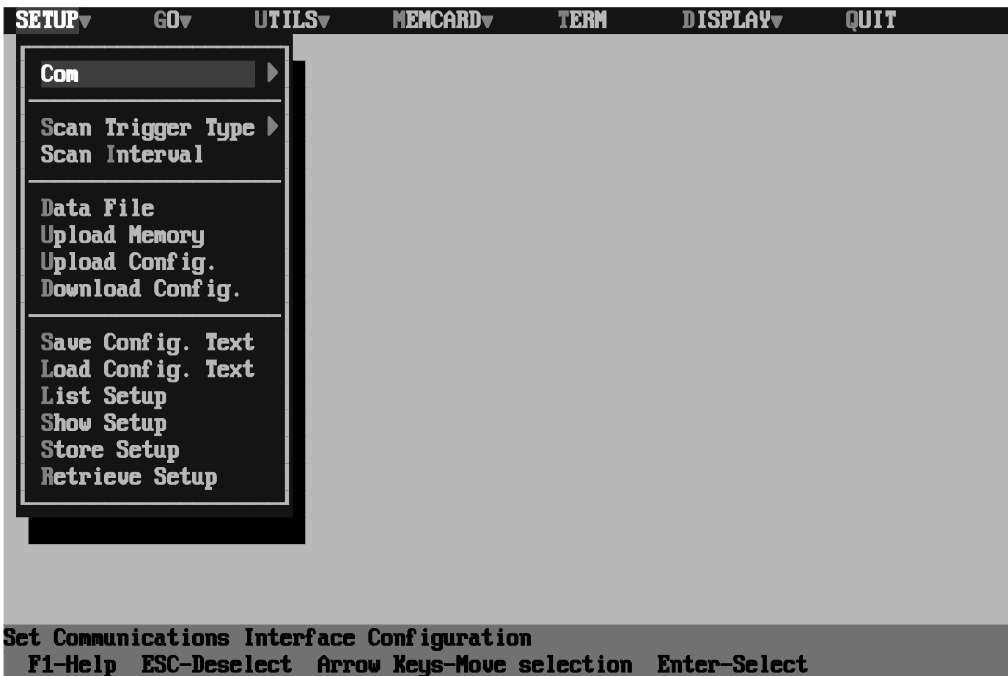 SETUP GO UTILS MEMCARD TERM DISPLAY QUIT
Com
Scan Trigger Type
Scan Interval
Data File
Upload Memory
Upload Config.
Download Config.
Save Config. Text
Load Config. Text
List Setup
Show Setup
Store Setup
Retrieve Setup
Set Communications Interface Configuration
F1-Help ESC-Deselect Arrow Keys-Move selection Enter-Select